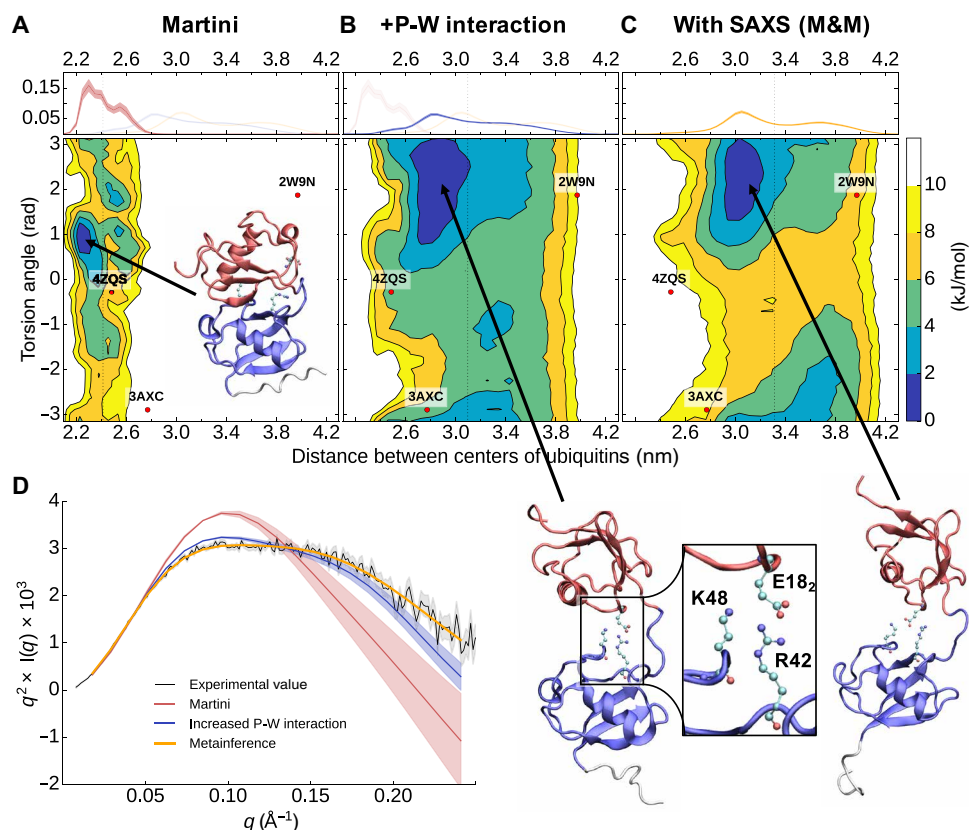 A Martini
B +P-W interaction
C With SAXS (M&M)
2.2 2.6 3.0 3.4 3.8 4.2
2.6 3.0 3.4 3.8 4.2
2.6 3.0 3.4 3.8 4.2
0.15
0.05
Torsion angle (rad)
3
2
1
0
−1
−2
−3
2W9N
4ZQS
3AXC
2W9N
4ZQS
3AXC
2W9N
4ZQS
3AXC
10
8
6
4
2
0
(kJ/mol)
2.2 2.6 3.0 3.4 3.8 4.2
2.6 3.0 3.4 3.8 4.2
2.6 3.0 3.4 3.8 4.2
Distance between centers of ubiquitins (nm)
D
q² × I(q) × 10³
4
3
2
1
0
−1
−2
Experimental value
Martini
Increased P-W interaction
Metainference
0.05 0.10 0.15 0.20
q (Å⁻¹)
K48
E18₂
R42